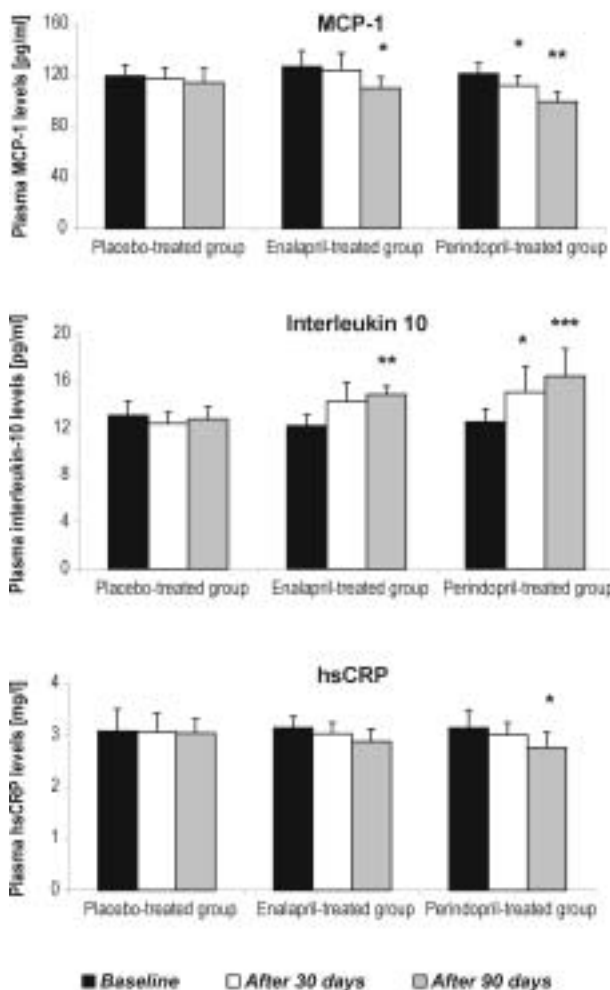 MCP-1
Plasma MCP-1 levels [pg/ml]
160
120
80
40
0
*
*
**
Placebo-treated group
Enalapril-treated group
Perindopril-treated group
Interleukin 10
Plasma interleukin-10 levels [pg/ml]
20
16
12
8
4
0
**
*
***
Placebo-treated group
Enalapril-treated group
Perindopril-treated group
hsCRP
Plasma hsCRP levels [mg/l]
4
3
2
1
0
*
Placebo-treated group
Enalapril-treated group
Perindopril-treated group
Baseline After 30 days After 90 days